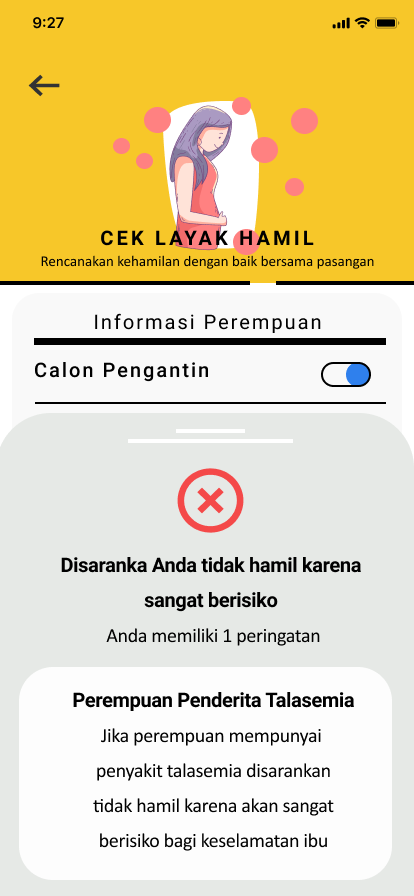 9:27
CEK LAYAK HAMIL
Rencanakan kehamilan dengan baik bersama pasangan
Informasi Perempuan
Calon Pengantin
Disaranka Anda tidak hamil karena
sangat berisiko
Anda memiliki 1 peringatan
Perempuan Penderita Talasemia
Jika perempuan mempunyai
penyakit talasemia disarankan
tidak hamil karena akan sangat
berisiko bagi keselamatan ibu